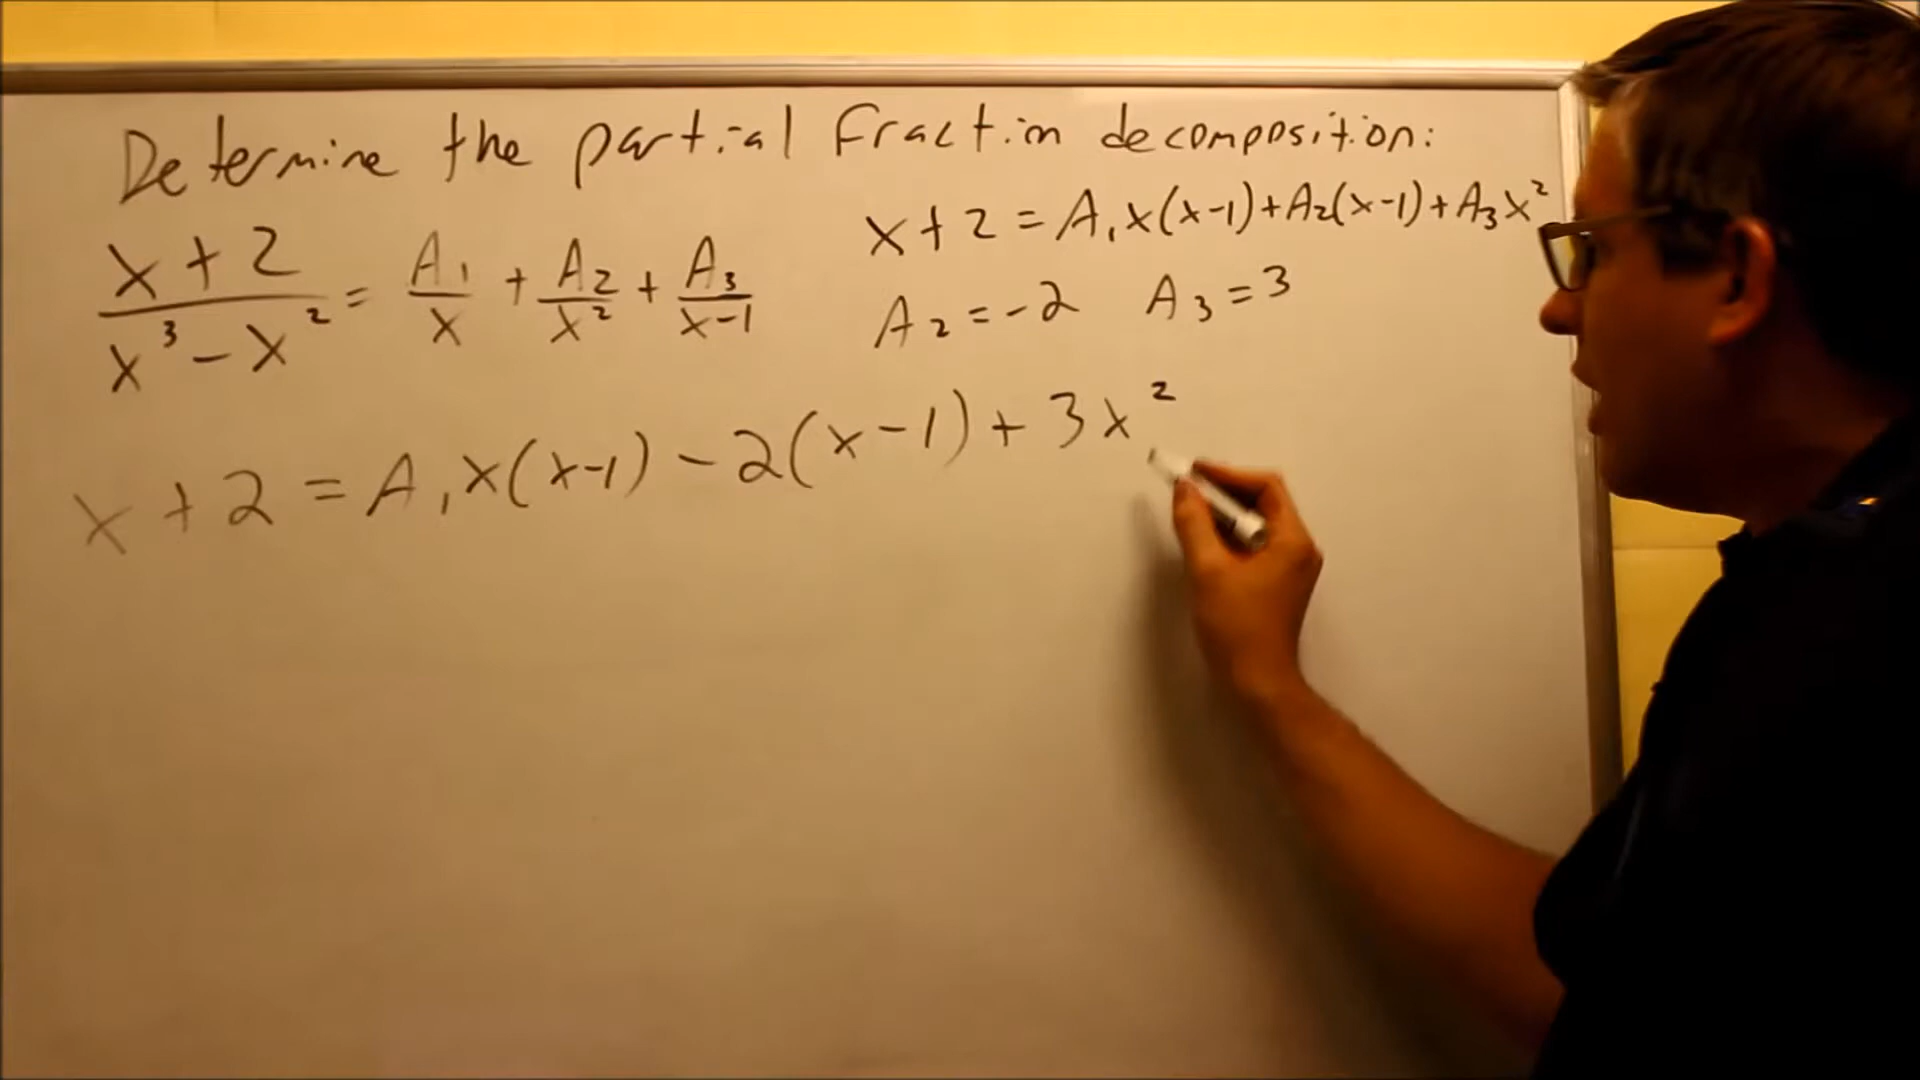 Determine the partial fraction decomposition:
x + 2 / x³ - x² = A₁/x + A₂/x² + A₃/x-1
x + 2 = A₁x(x-1) + A₂(x-1) + A₃x²
A₂ = -2 A₃ = 3
x + 2 = A₁x(x-1) - 2(x-1) + 3x²